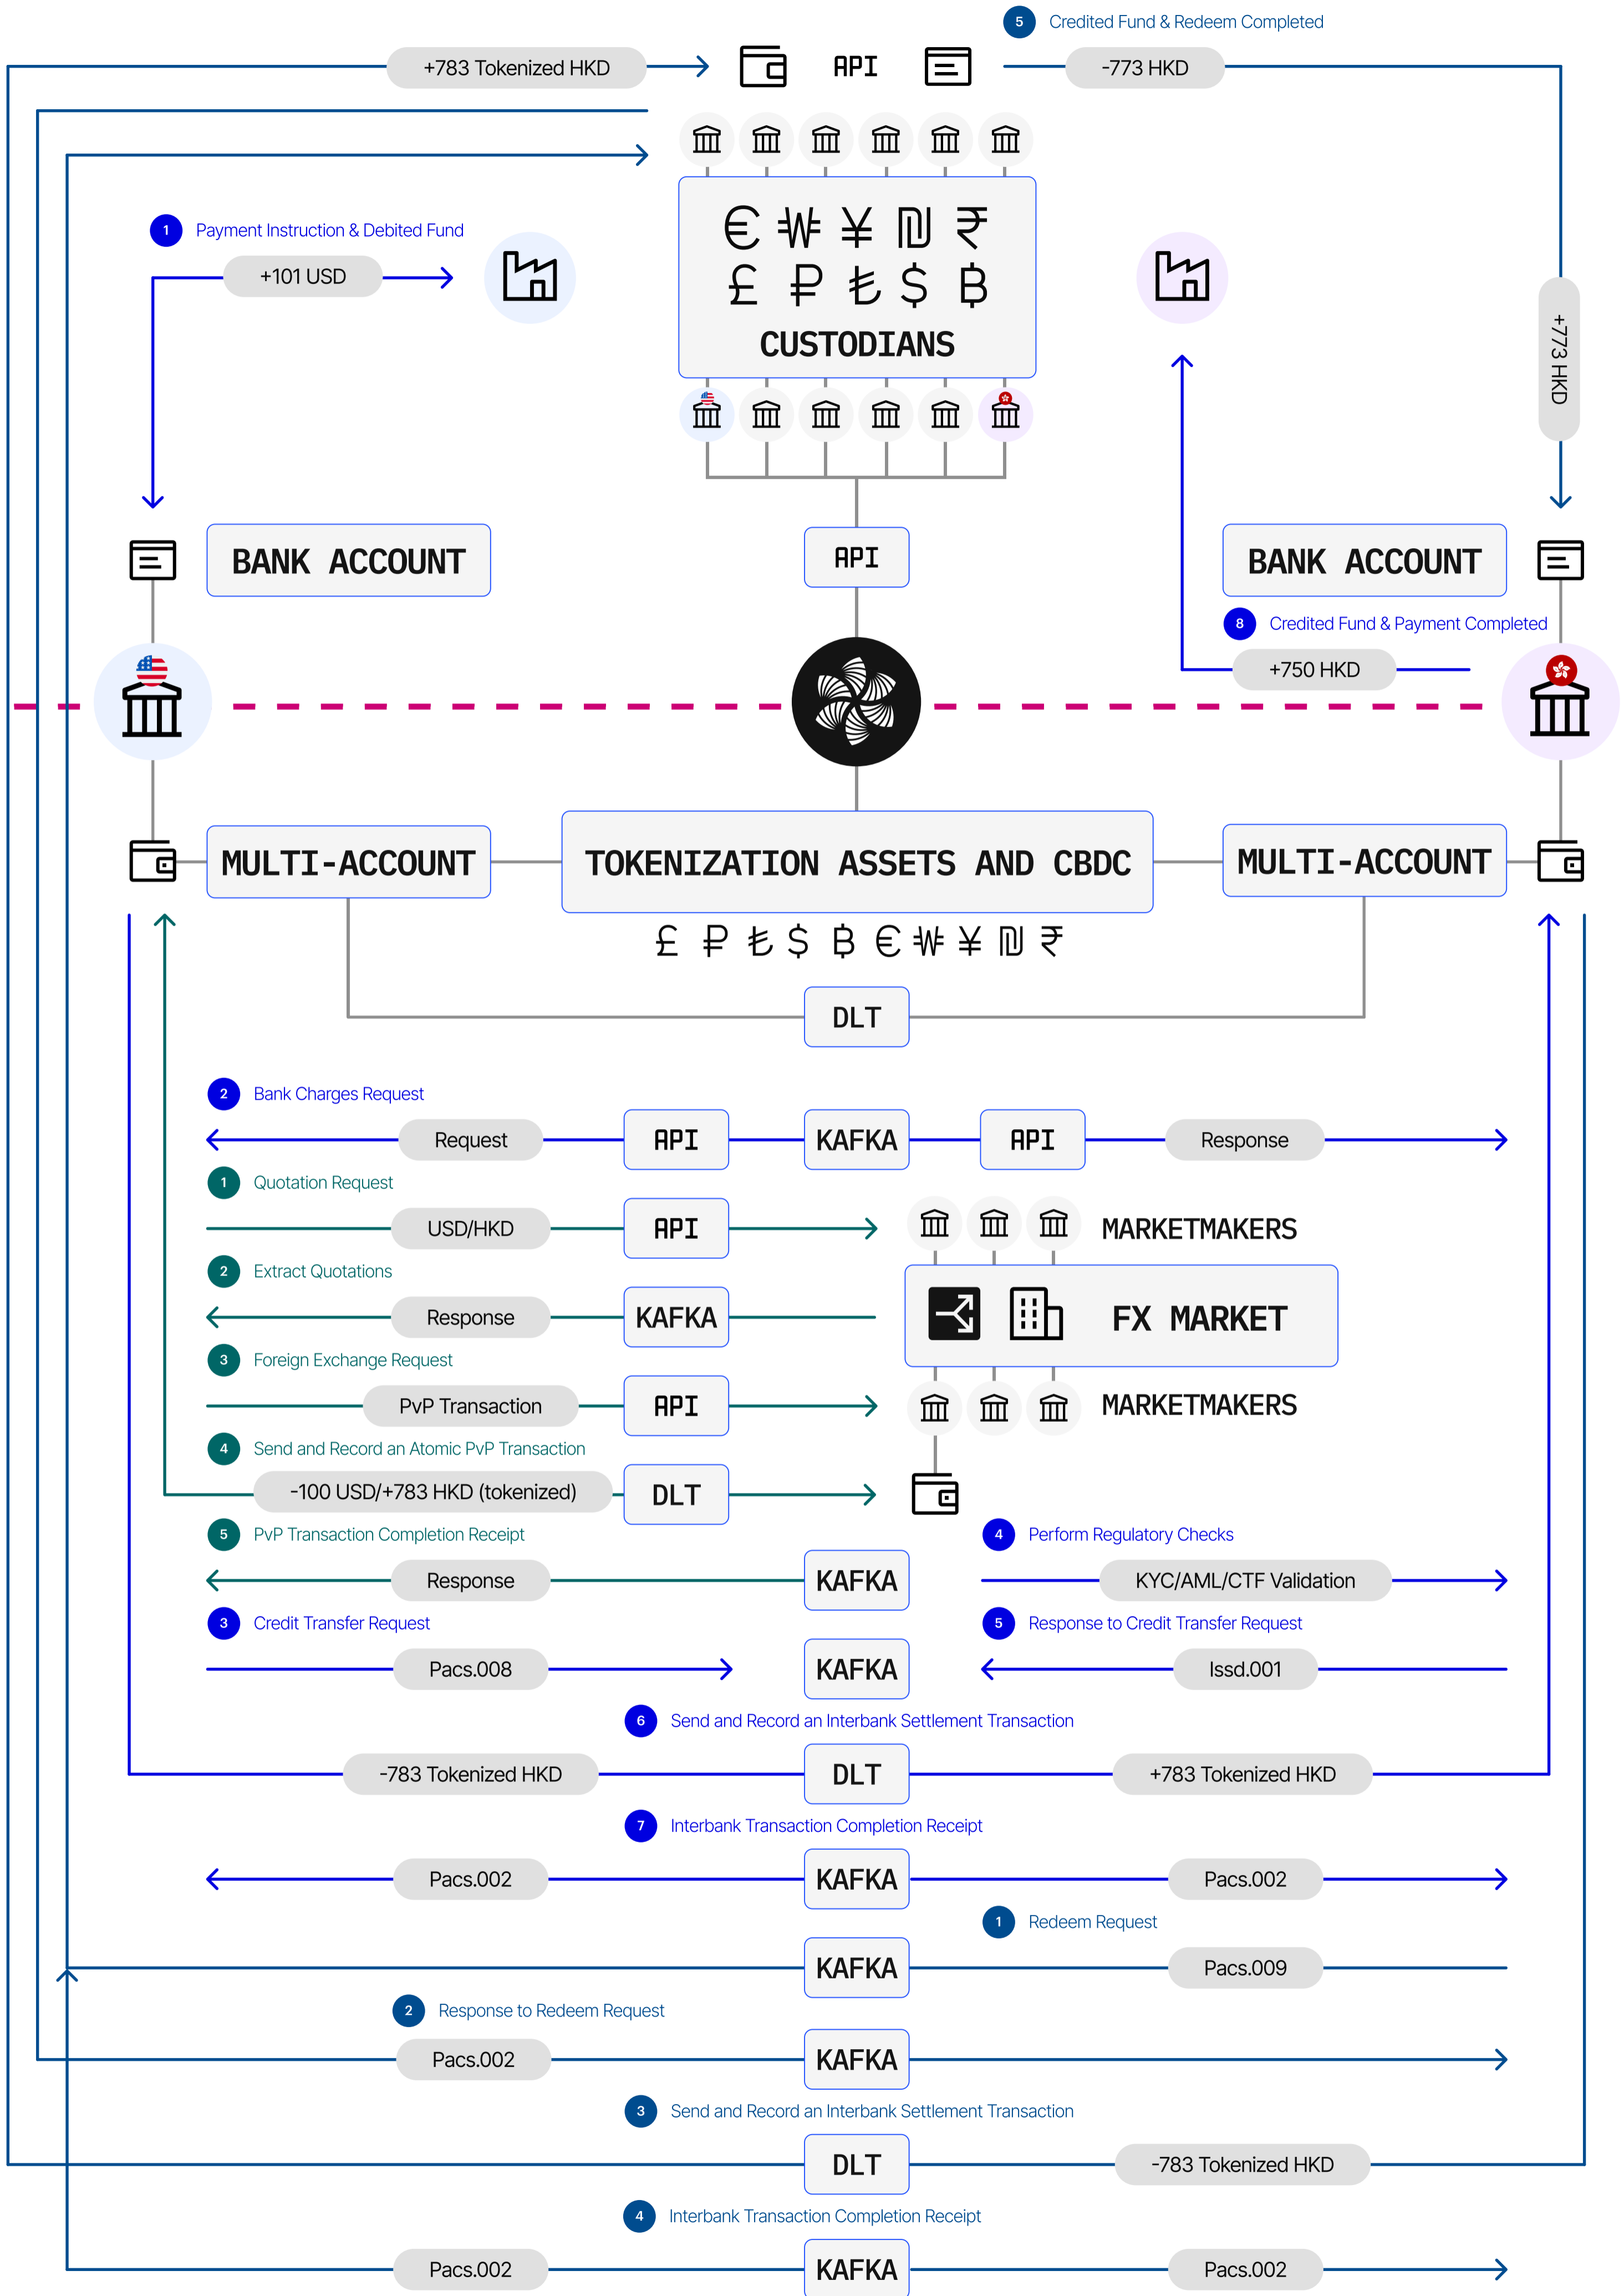 5 Credited Fund & Redeem Completed
+783 Tokenized HKD
API
-773 HKD
€ ₩ ¥ ₪ ₹
£ ₽ ₺ $ ฿
CUSTODIANS
1 Payment Instruction & Debited Fund
+101 USD
+773 HKD
BANK ACCOUNT
API
BANK ACCOUNT
8 Credited Fund & Payment Completed
+750 HKD
MULTI-ACCOUNT
TOKENIZATION ASSETS AND CBDC
MULTI-ACCOUNT
£ ₽ ₺ $ ฿ € ₩ ¥ ₪ ₹
DLT
2 Bank Charges Request
Request
API
KAFKA
API
Response
1 Quotation Request
USD/HKD
API
MARKETMAKERS
2 Extract Quotations
Response
KAFKA
FX MARKET
3 Foreign Exchange Request
PvP Transaction
API
MARKETMAKERS
4 Send and Record an Atomic PvP Transaction
-100 USD/+783 HKD (tokenized)
DLT
5 PvP Transaction Completion Receipt
Response
KAFKA
4 Perform Regulatory Checks
KYC/AML/CTF Validation
3 Credit Transfer Request
Pacs.008
KAFKA
5 Response to Credit Transfer Request
Issd.001
6 Send and Record an Interbank Settlement Transaction
-783 Tokenized HKD
DLT
+783 Tokenized HKD
7 Interbank Transaction Completion Receipt
Pacs.002
KAFKA
Pacs.002
1 Redeem Request
KAFKA
Pacs.009
2 Response to Redeem Request
Pacs.002
KAFKA
3 Send and Record an Interbank Settlement Transaction
DLT
-783 Tokenized HKD
4 Interbank Transaction Completion Receipt
Pacs.002
KAFKA
Pacs.002